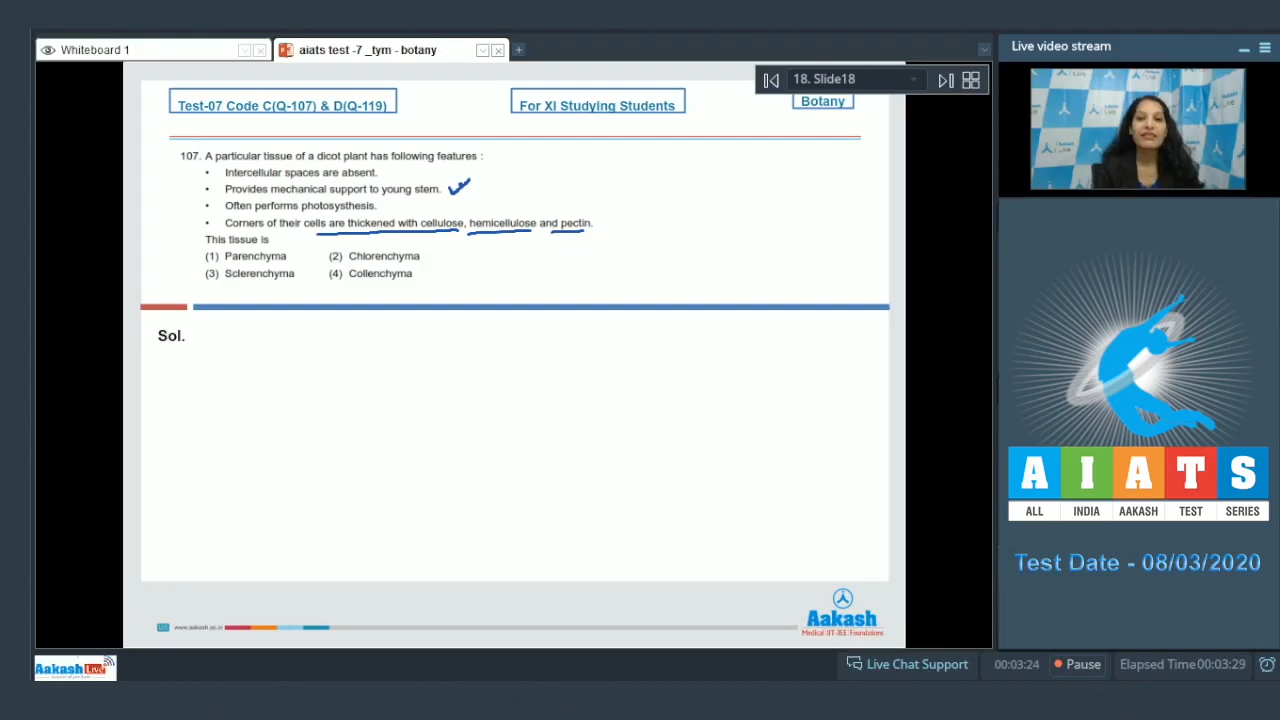 Whiteboard 1
aiats test -7 _tym - botany
Live video stream
18. Slide18
Test-07 Code C(Q-107) & D(Q-119)
For XI Studying Students
Botany
107. A particular tissue of a dicot plant has following features :
• Intercellular spaces are absent.
• Provides mechanical support to young stem.
• Often performs photosysthesis.
• Corners of their cells are thickened with cellulose, hemicellulose and pectin.
This tissue is
(1) Parenchyma (2) Chlorenchyma
(3) Sclerenchyma (4) Collenchyma
Sol.
www.aakash.ac.in
Aakash
Medical IIT-JEE Foundations
A I A T S
ALL INDIA AAKASH TEST SERIES
Test Date - 08/03/2020
Aakash Live
Live Chat Support
00:03:24
Pause
Elapsed Time 00:03:29